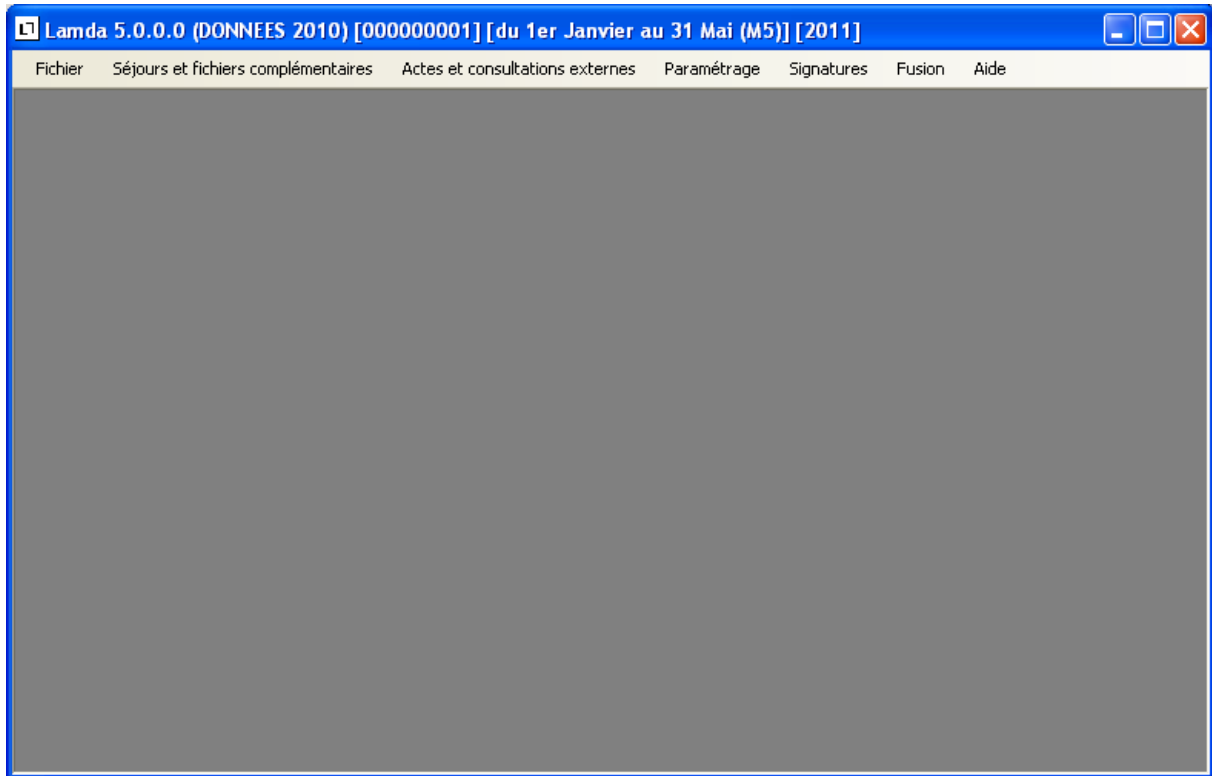 Lamda 5.0.0.0 (DONNEES 2010) [000000001] [du 1er Janvier au 31 Mai (M5)] [2011]
Fichier Séjours et fichiers complémentaires Actes et consultations externes Paramétrage Signatures Fusion Aide